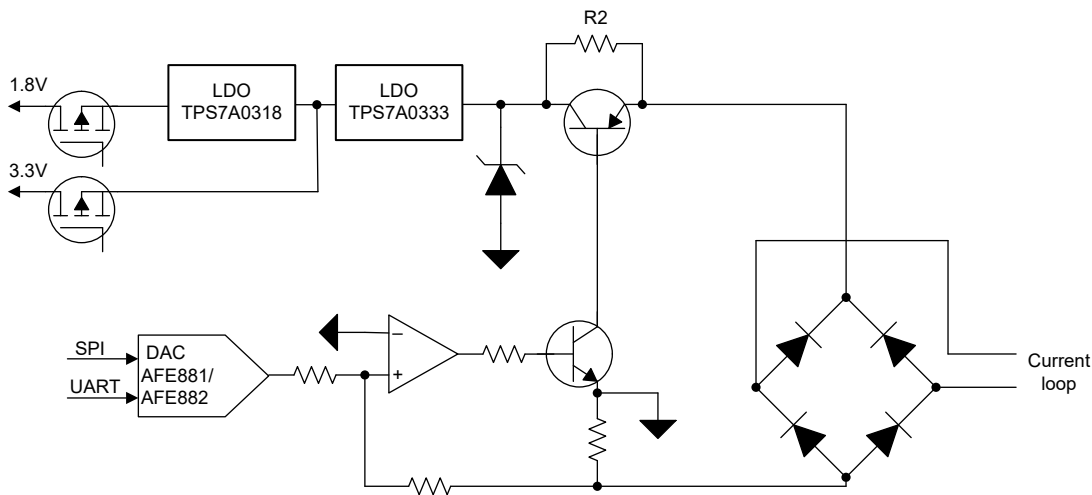 R2
1.8V
LDO
TPS7A0318
LDO
TPS7A0333
3.3V
SPI
UART
DAC
AFE881/
AFE882
−
+
Current
loop